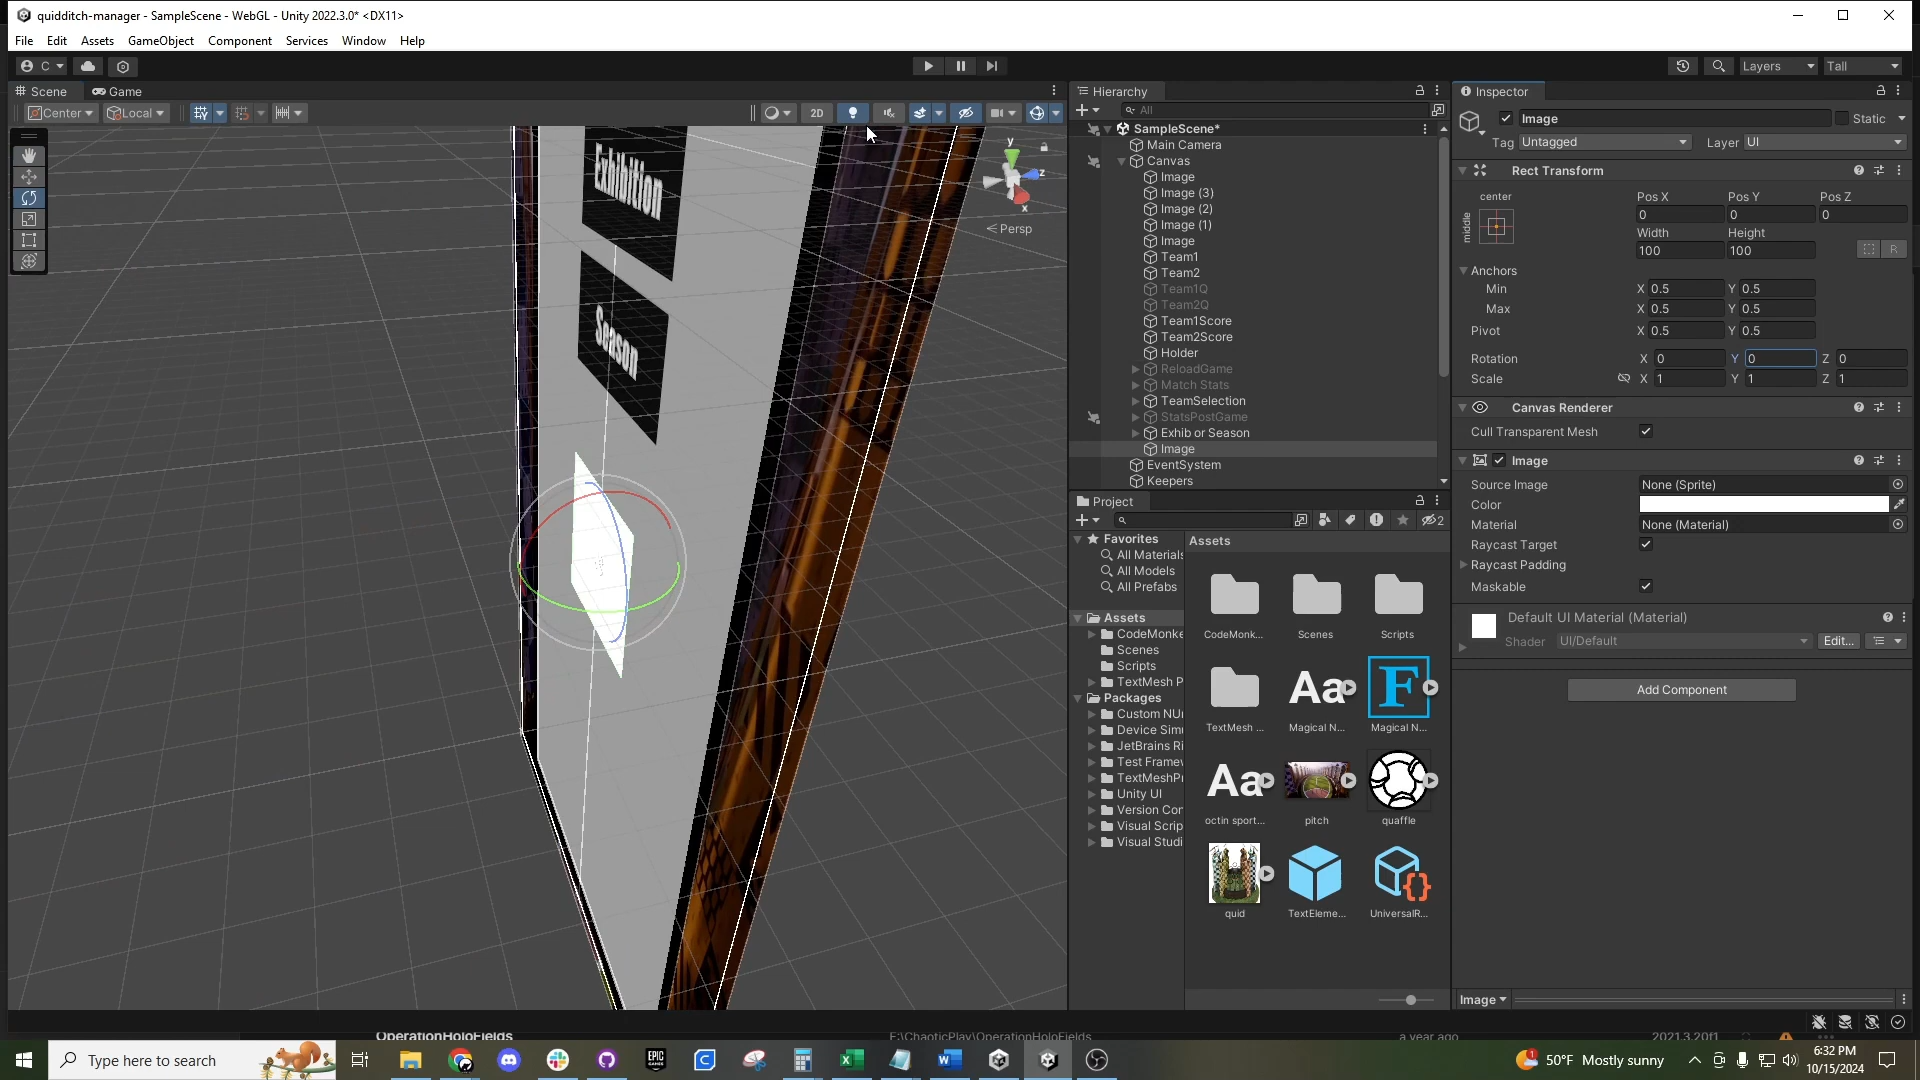 quidditch-manager - SampleScene - WebGL - Unity 2022.3.0* <DX11>
File Edit Assets GameObject Component Services Window Help
C Layers Tall
Scene Game
Center Local 2D
Exhibition
Season
y z x
Persp
Hierarchy
All
SampleScene*
Main Camera
Canvas
Image
Image (3)
Image (2)
Image (1)
Image
Team1
Team2
Team1Q
Team2Q
Team1Score
Team2Score
Holder
ReloadGame
Match Stats
TeamSelection
StatsPostGame
Exhib or Season
Image
EventSystem
Keepers
Project
2
Favorites
All Materials
All Models
All Prefabs
Assets
CodeMonke
Scenes
Scripts
TextMesh P
Packages
Custom NU
Device Sim
JetBrains Ri
Test Framew
TextMeshPr
Unity UI
Version Cor
Visual Scrip
Visual Studi
Assets
CodeMonk... Scenes Scripts
TextMesh ... Magical N... Magical N...
octin sport... pitch quaffle
quid TextEleme... UniversalR...
Inspector
Image Static
Tag Untagged Layer UI
Rect Transform
center
middle
Pos X Pos Y Pos Z
0 0 0
Width Height
100 100 R
Anchors
Min X 0.5 Y 0.5
Max X 0.5 Y 0.5
Pivot X 0.5 Y 0.5
Rotation X 0 Y 0 Z 0
Scale X 1 Y 1 Z 1
Canvas Renderer
Cull Transparent Mesh
Image
Source Image None (Sprite)
Color
Material None (Material)
Raycast Target
Raycast Padding
Maskable
Default UI Material (Material)
Shader UI/Default Edit...
Add Component
Image
OperationHoloFields F:\ChaoticPlay\OperationHoloFields a year ago 2021.3.20f1
Type here to search
EPIC GAMES
1 50°F Mostly sunny
6:32 PM
10/15/2024